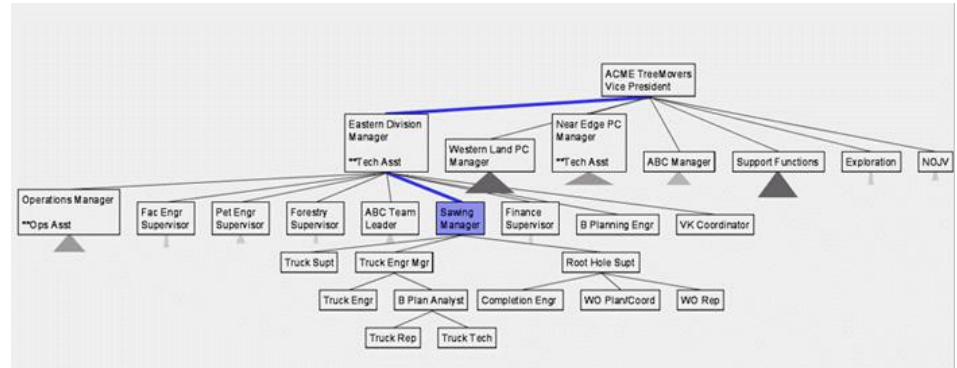 ACME TreeMovers
Vice President
Eastern Division
Manager
**Tech Asst
Western Land PC
Manager
Near Edge PC
Manager
**Tech Asst
ABC Manager
Support Functions
Exploration
NOJV
Operations Manager
**Ops Asst
Fac Engr
Supervisor
Pet Engr
Supervisor
Forestry
Supervisor
ABC Team
Leader
Sawing
Manager
Finance
Supervisor
B Planning Engr
VK Coordinator
Truck Supt
Truck Engr Mgr
Root Hole Supt
Truck Engr
B Plan Analyst
Completion Engr
WO Plan/Coord
WO Rep
Truck Rep
Truck Tech